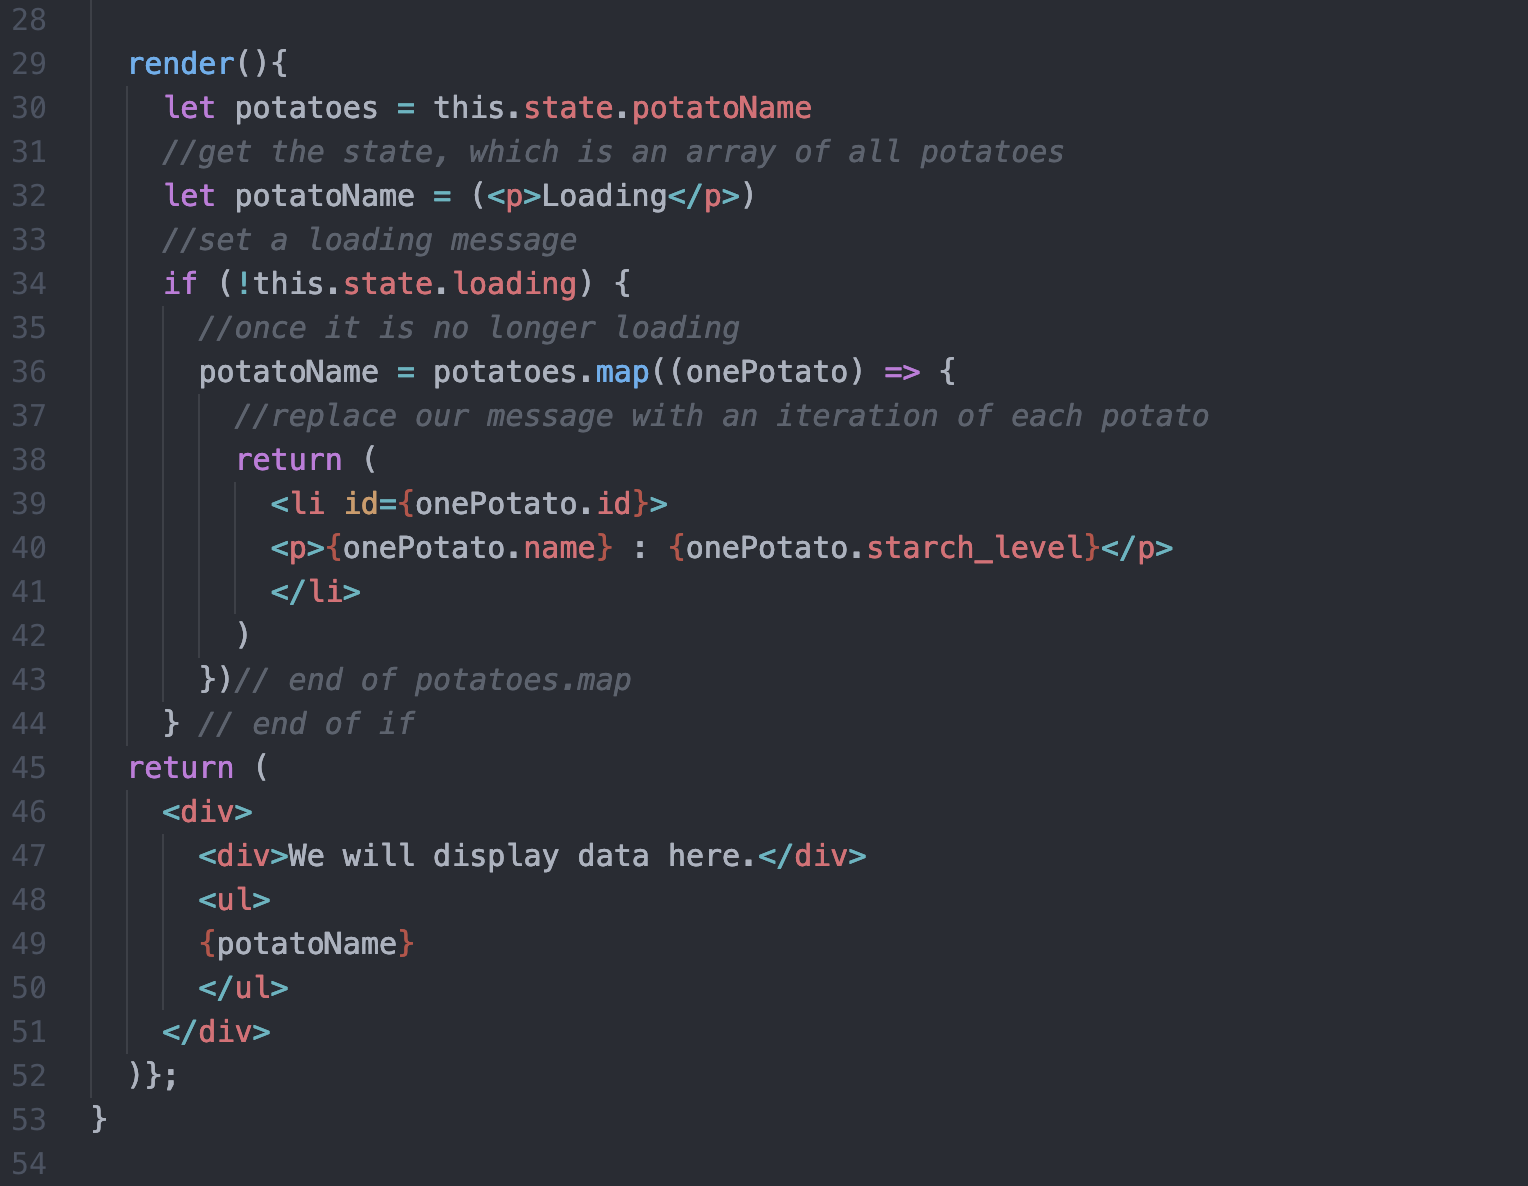 28
29 render(){
30 let potatoes = this.state.potatoName
31 //get the state, which is an array of all potatoes
32 let potatoName = (<p>Loading</p>)
33 //set a loading message
34 if (!this.state.loading) {
35 //once it is no longer loading
36 potatoName = potatoes.map((onePotato) => {
37 //replace our message with an iteration of each potato
38 return (
39 <li id={onePotato.id}>
40 <p>{onePotato.name} : {onePotato.starch_level}</p>
41 </li>
42 )
43 })// end of potatoes.map
44 } // end of if
45 return (
46 <div>
47 <div>We will display data here.</div>
48 <ul>
49 {potatoName}
50 </ul>
51 </div>
52 )};
53 }
54